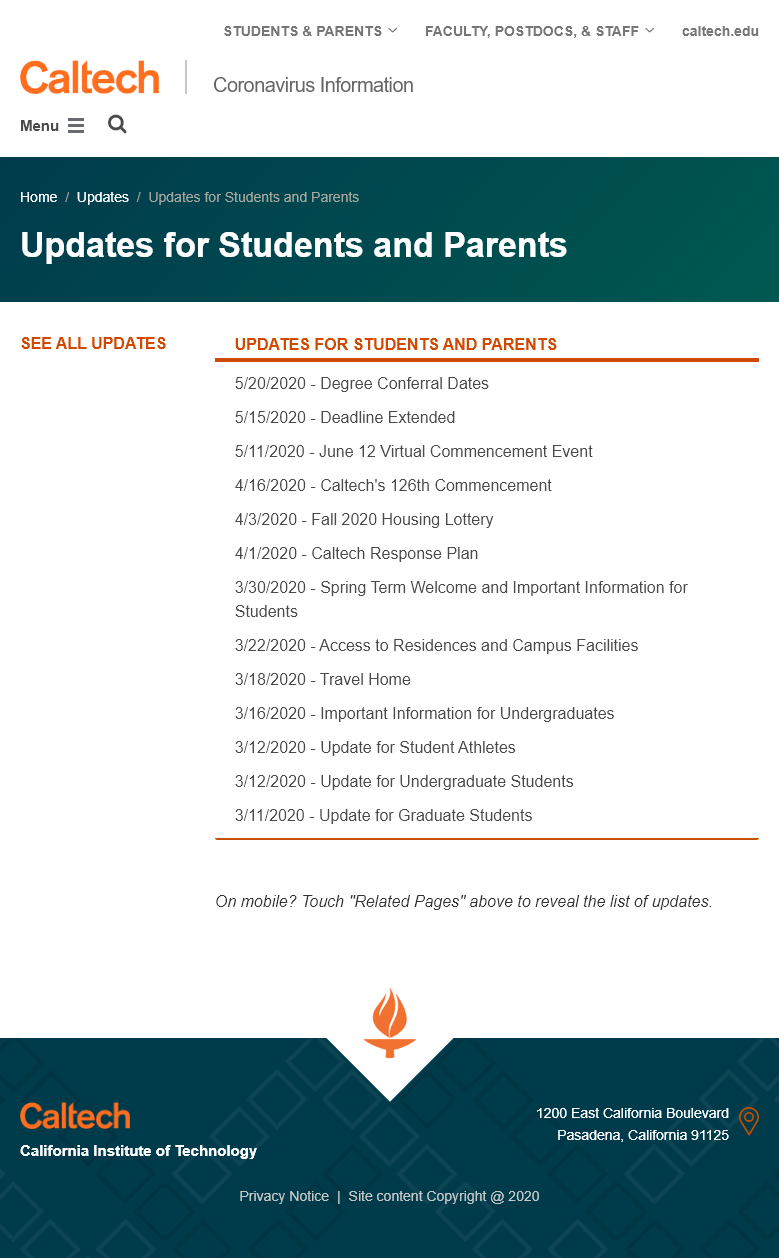 STUDENTS & PARENTS
FACULTY, POSTDOCS, & STAFF
caltech.edu
Caltech
Coronavirus Information
Menu
Home / Updates / Updates for Students and Parents
Updates for Students and Parents
SEE ALL UPDATES
UPDATES FOR STUDENTS AND PARENTS
5/20/2020 - Degree Conferral Dates
5/15/2020 - Deadline Extended
5/11/2020 - June 12 Virtual Commencement Event
4/16/2020 - Caltech's 126th Commencement
4/3/2020 - Fall 2020 Housing Lottery
4/1/2020 - Caltech Response Plan
3/30/2020 - Spring Term Welcome and Important Information for
Students
3/22/2020 - Access to Residences and Campus Facilities
3/18/2020 - Travel Home
3/16/2020 - Important Information for Undergraduates
3/12/2020 - Update for Student Athletes
3/12/2020 - Update for Undergraduate Students
3/11/2020 - Update for Graduate Students
On mobile? Touch "Related Pages" above to reveal the list of updates.
Caltech
California Institute of Technology
1200 East California Boulevard
Pasadena, California 91125
Privacy Notice | Site content Copyright @ 2020